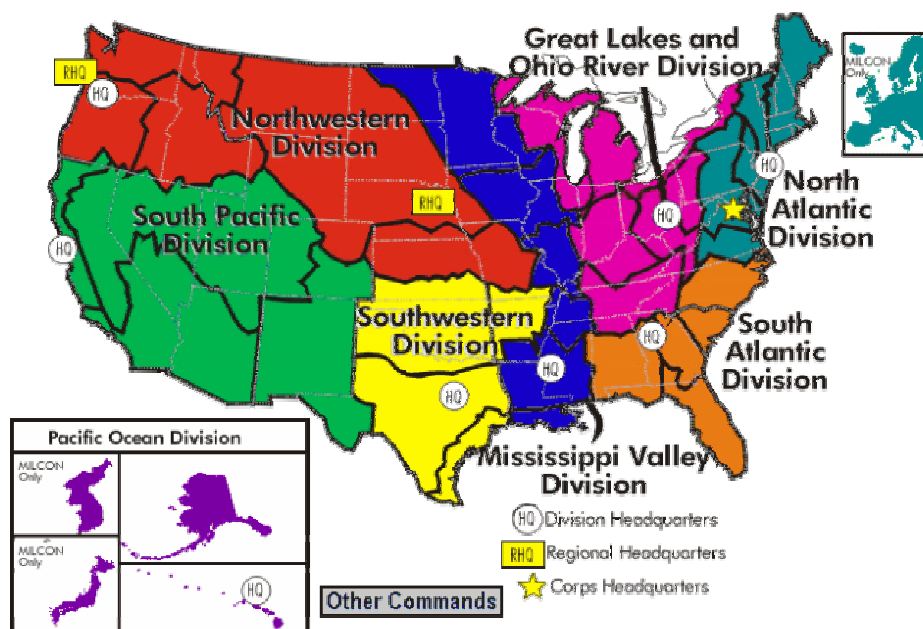 Great Lakes and
Ohio River Division
MILCON
Only
RHQ
HQ
Northwestern
Division
RHQ
HQ
North
Atlantic
Division
HQ
South Pacific
Division
HQ
Southwestern
Division
HQ
South
Atlantic
Division
HQ
HQ
Mississippi Valley
Division
Pacific Ocean Division
MILCON
Only
MILCON
Only
HQ
HQ Division Headquarters
RHQ Regional Headquarters
Corps Headquarters
Other Commands